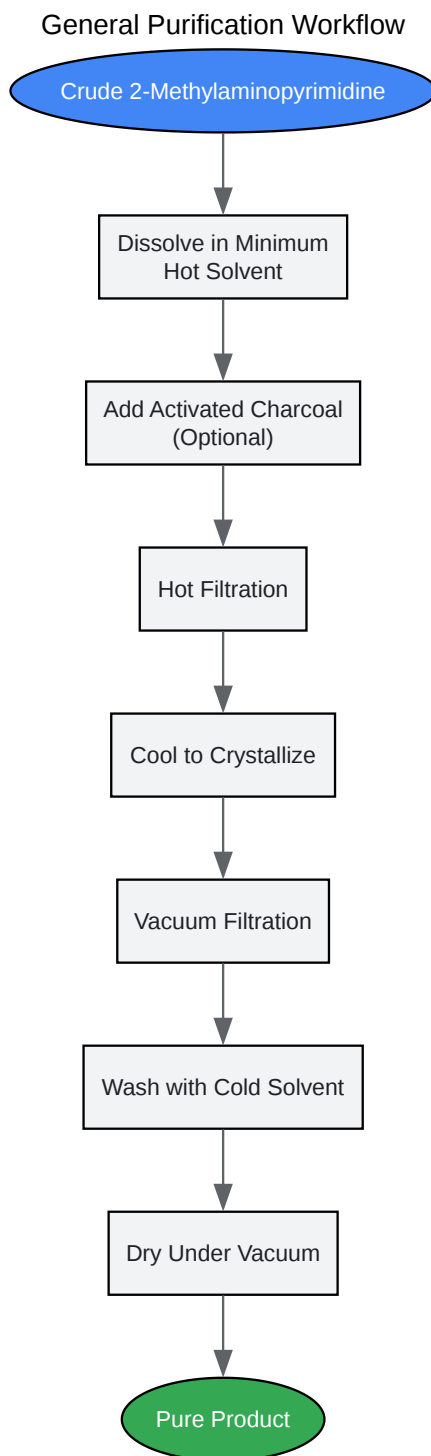 General Purification Workflow
Crude 2-Methylaminopyrimidine
Dissolve in Minimum
Hot Solvent
Add Activated Charcoal
(Optional)
Hot Filtration
Cool to Crystallize
Vacuum Filtration
Wash with Cold Solvent
Dry Under Vacuum
Pure Product